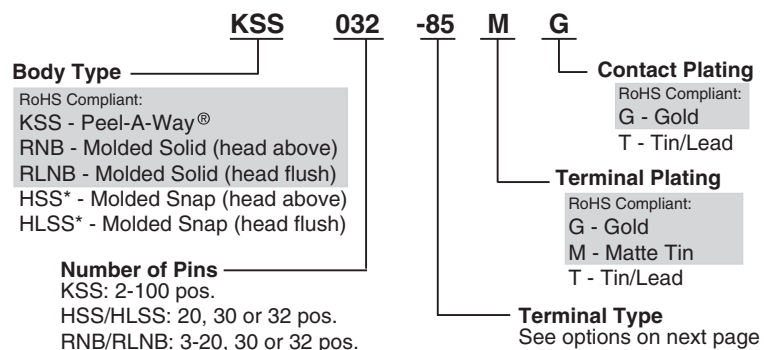 KSS 032 -85 M G
Body Type
RoHS Compliant:
KSS - Peel-A-Way®
RNB - Molded Solid (head above)
RLNB - Molded Solid (head flush)
HSS* - Molded Snap (head above)
HLSS* - Molded Snap (head flush)
Number of Pins
KSS: 2-100 pos.
HSS/HLSS: 20, 30 or 32 pos.
RNB/RLNB: 3-20, 30 or 32 pos.
Contact Plating
RoHS Compliant:
G - Gold
T - Tin/Lead
Terminal Plating
RoHS Compliant:
G - Gold
M - Matte Tin
T - Tin/Lead
Terminal Type
See options on next page